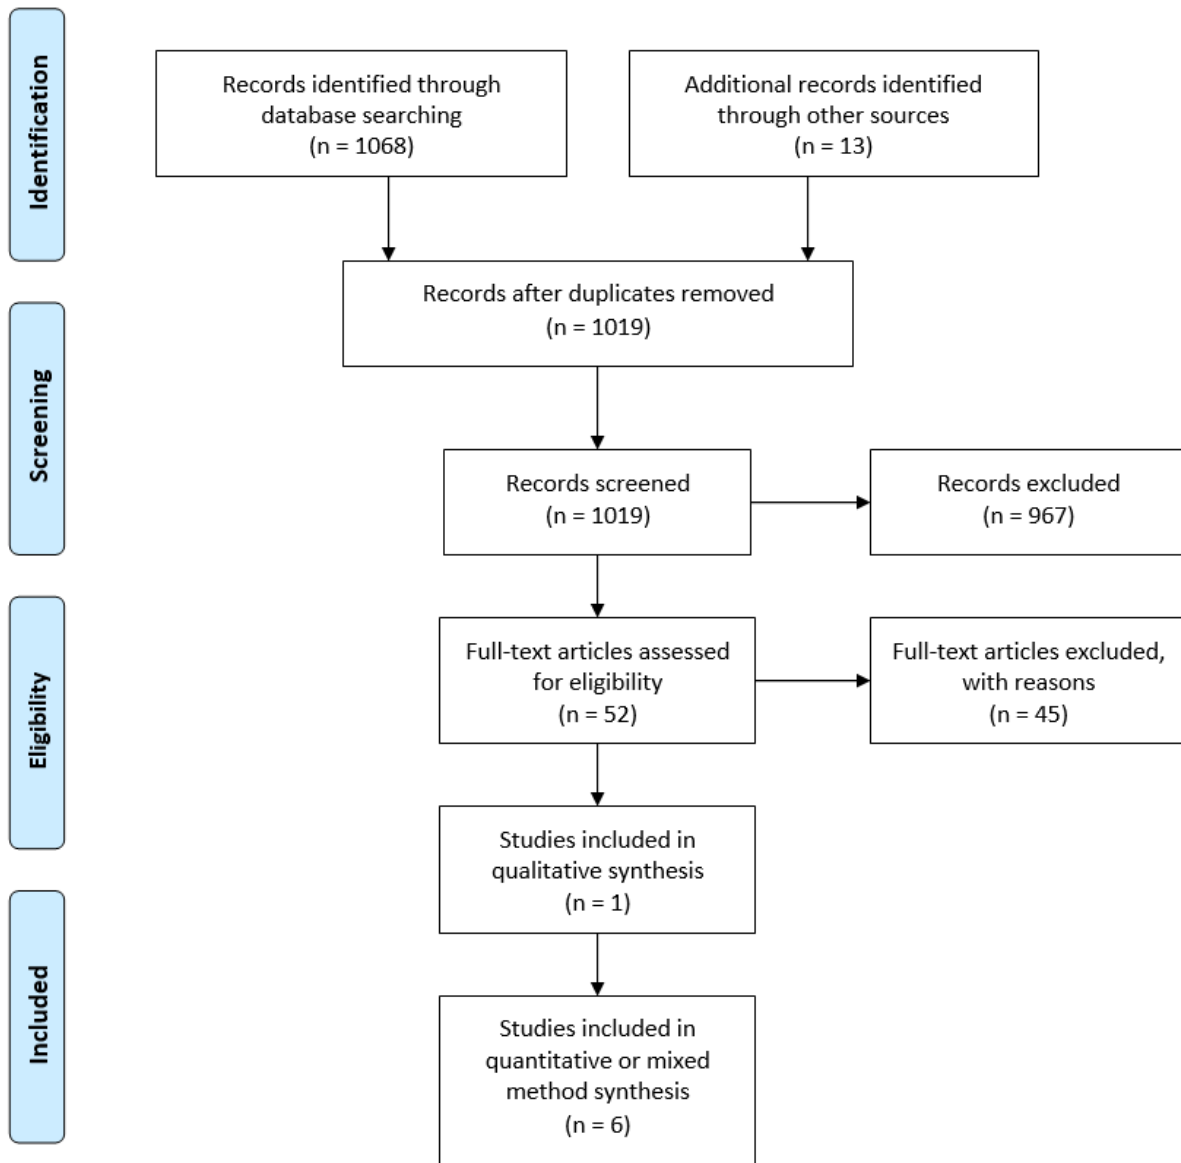 Identification
Records identified through
database searching
(n = 1068)
Additional records identified
through other sources
(n = 13)
Records after duplicates removed
(n = 1019)
Screening
Records screened
(n = 1019)
Records excluded
(n = 967)
Eligibility
Full-text articles assessed
for eligibility
(n = 52)
Full-text articles excluded,
with reasons
(n = 45)
Studies included in
qualitative synthesis
(n = 1)
Included
Studies included in
quantitative or mixed
method synthesis
(n = 6)